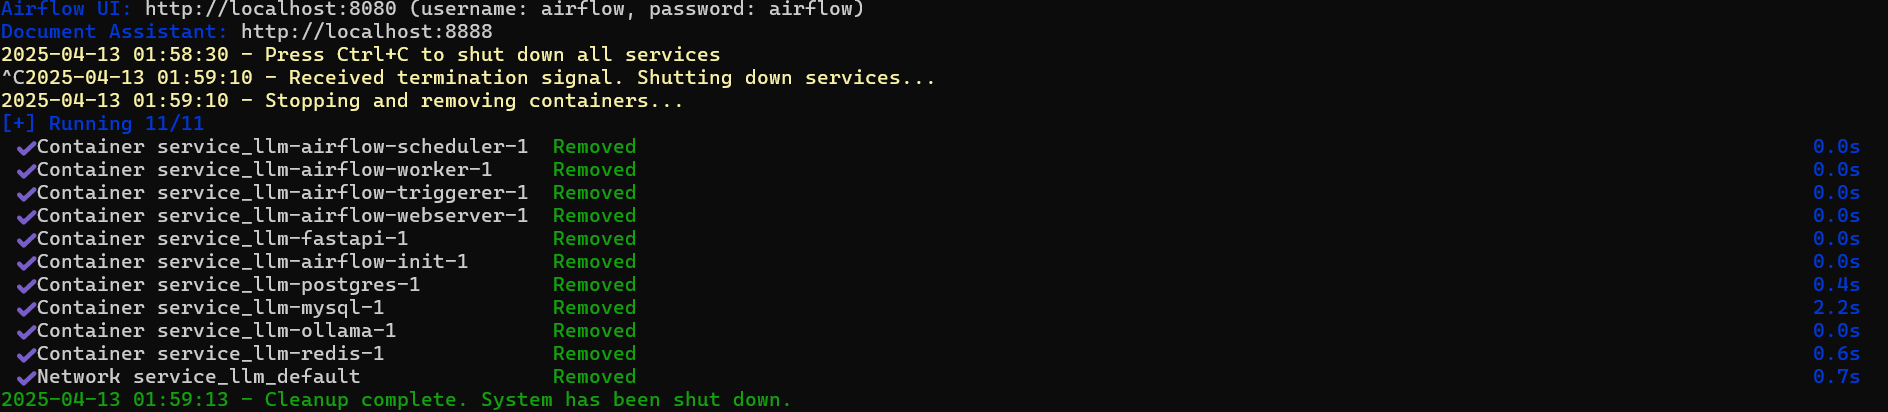 Airflow UI: http://localhost:8080 (username: airflow, password: airflow)
Document Assistant: http://localhost:8888
2025-04-13 01:58:30 - Press Ctrl+C to shut down all services
^C2025-04-13 01:59:10 - Received termination signal. Shutting down services...
2025-04-13 01:59:10 - Stopping and removing containers...
[+] Running 11/11
✔Container service_llm-airflow-scheduler-1 Removed 0.0s
✔Container service_llm-airflow-worker-1 Removed 0.0s
✔Container service_llm-airflow-triggerer-1 Removed 0.0s
✔Container service_llm-airflow-webserver-1 Removed 0.0s
✔Container service_llm-fastapi-1 Removed 0.0s
✔Container service_llm-airflow-init-1 Removed 0.0s
✔Container service_llm-postgres-1 Removed 0.4s
✔Container service_llm-mysql-1 Removed 2.2s
✔Container service_llm-ollama-1 Removed 0.0s
✔Container service_llm-redis-1 Removed 0.6s
✔Network service_llm_default Removed 0.7s
2025-04-13 01:59:13 - Cleanup complete. System has been shut down.